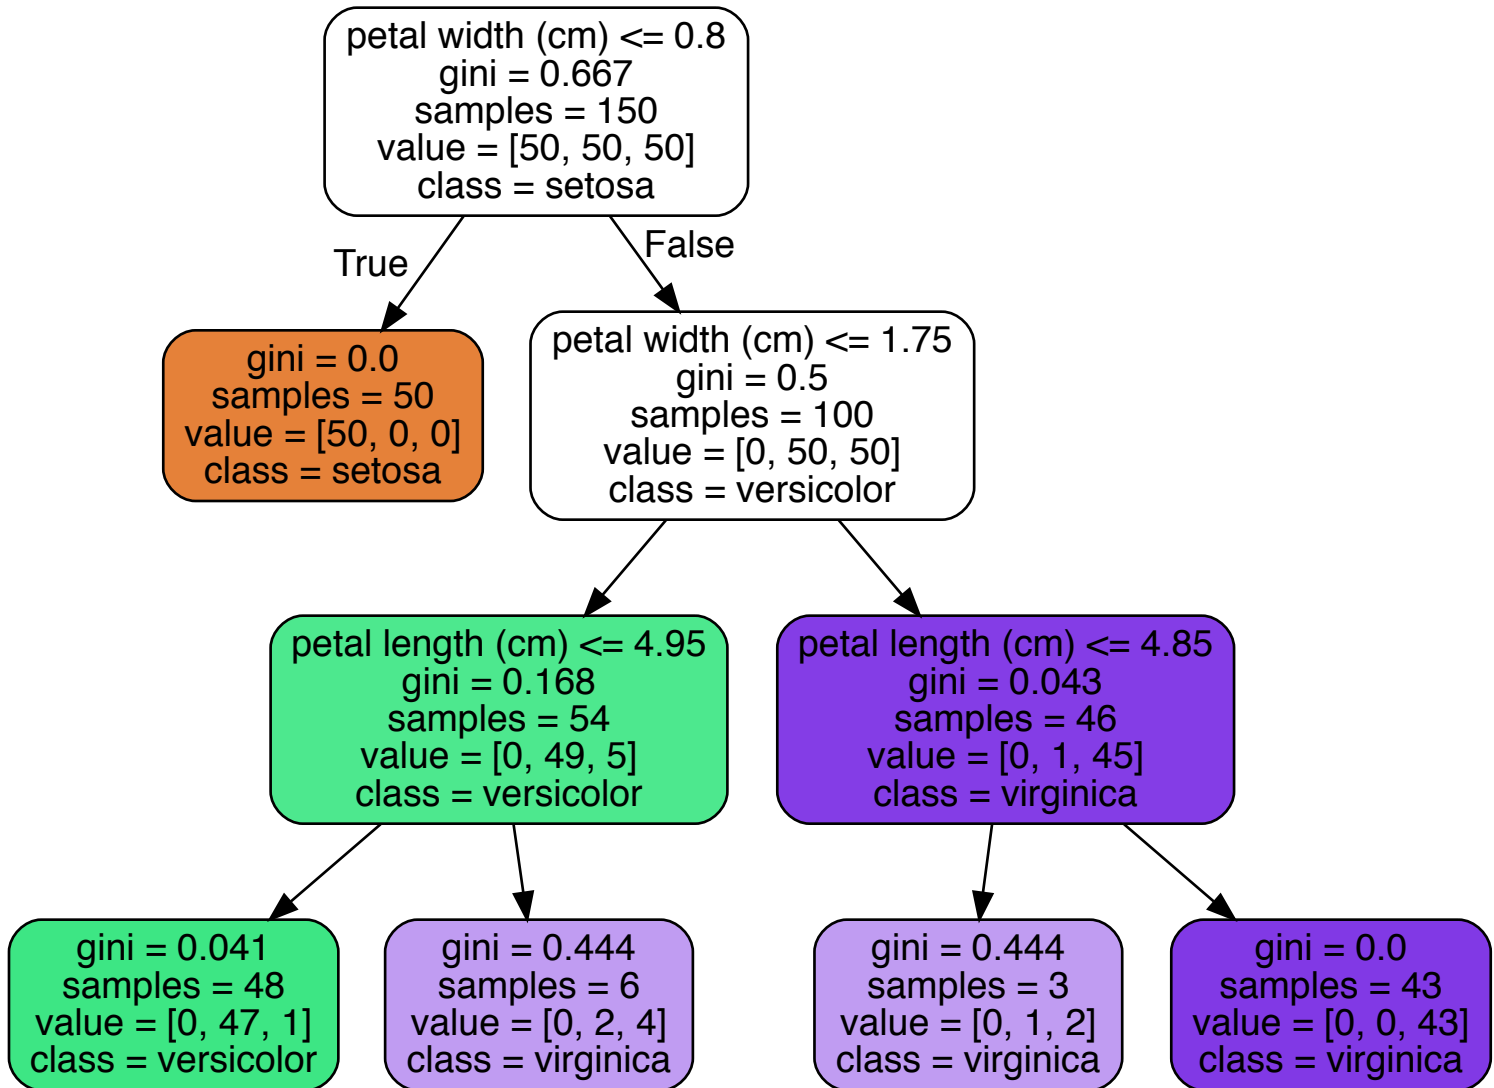 petal width (cm) <= 0.8
gini = 0.667
samples = 150
value = [50, 50, 50]
class = setosa
True
False
gini = 0.0
samples = 50
value = [50, 0, 0]
class = setosa
petal width (cm) <= 1.75
gini = 0.5
samples = 100
value = [0, 50, 50]
class = versicolor
petal length (cm) <= 4.95
gini = 0.168
samples = 54
value = [0, 49, 5]
class = versicolor
petal length (cm) <= 4.85
gini = 0.043
samples = 46
value = [0, 1, 45]
class = virginica
gini = 0.041
samples = 48
value = [0, 47, 1]
class = versicolor
gini = 0.444
samples = 6
value = [0, 2, 4]
class = virginica
gini = 0.444
samples = 3
value = [0, 1, 2]
class = virginica
gini = 0.0
samples = 43
value = [0, 0, 43]
class = virginica